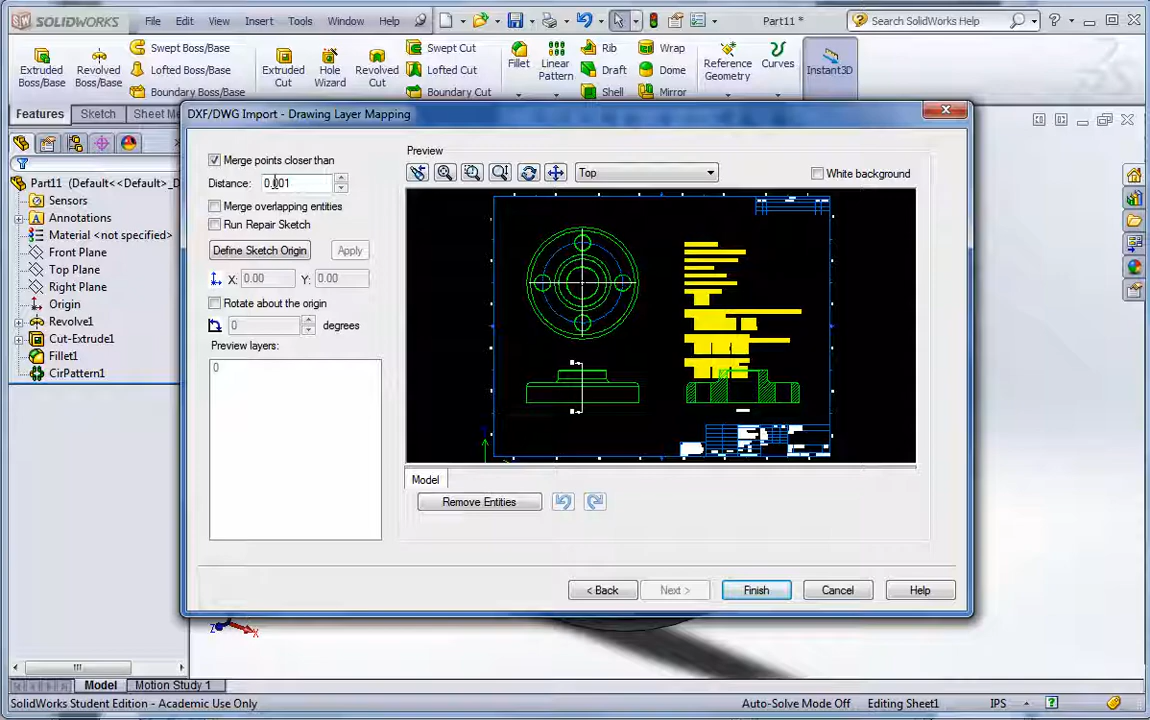 SOLIDWORKS File Edit View Insert Tools Window Help Part11 * Search SolidWorks Help
Extruded Boss/Base
Revolved Boss/Base
Swept Boss/Base
Lofted Boss/Base
Boundary Boss/Base
Extruded Cut
Hole Wizard
Revolved Cut
Swept Cut
Lofted Cut
Boundary Cut
Fillet
Linear Pattern
Rib
Draft
Shell
Wrap
Dome
Mirror
Reference Geometry
Curves
Instant3D
Features Sketch Sheet Me
DXF/DWG Import - Drawing Layer Mapping
Part11 (Default<<Default>_D
Sensors
Annotations
Material <not specified>
Front Plane
Top Plane
Right Plane
Origin
Revolve1
Cut-Extrude1
Fillet1
CirPattern1
Merge points closer than
Distance: 0.001
Merge overlapping entities
Run Repair Sketch
Define Sketch Origin Apply
X: 0.00 Y: 0.00
Rotate about the origin
0 degrees
Preview layers:
0
Preview
Top
White background
Model
Remove Entities
< Back Next > Finish Cancel Help
Z X
Model Motion Study 1
SolidWorks Student Edition - Academic Use Only Auto-Solve Mode Off Editing Sheet1 IPS